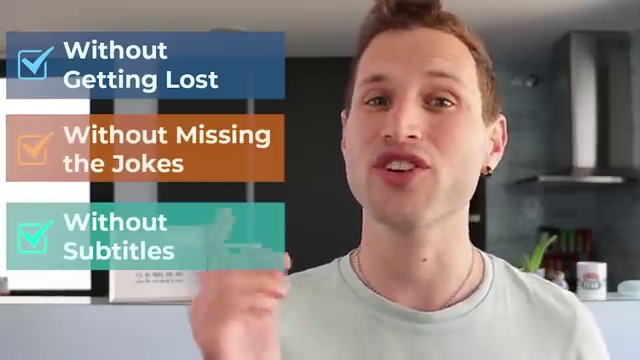 Without
Getting Lost
Without Missing
the Jokes
Without
Subtitles